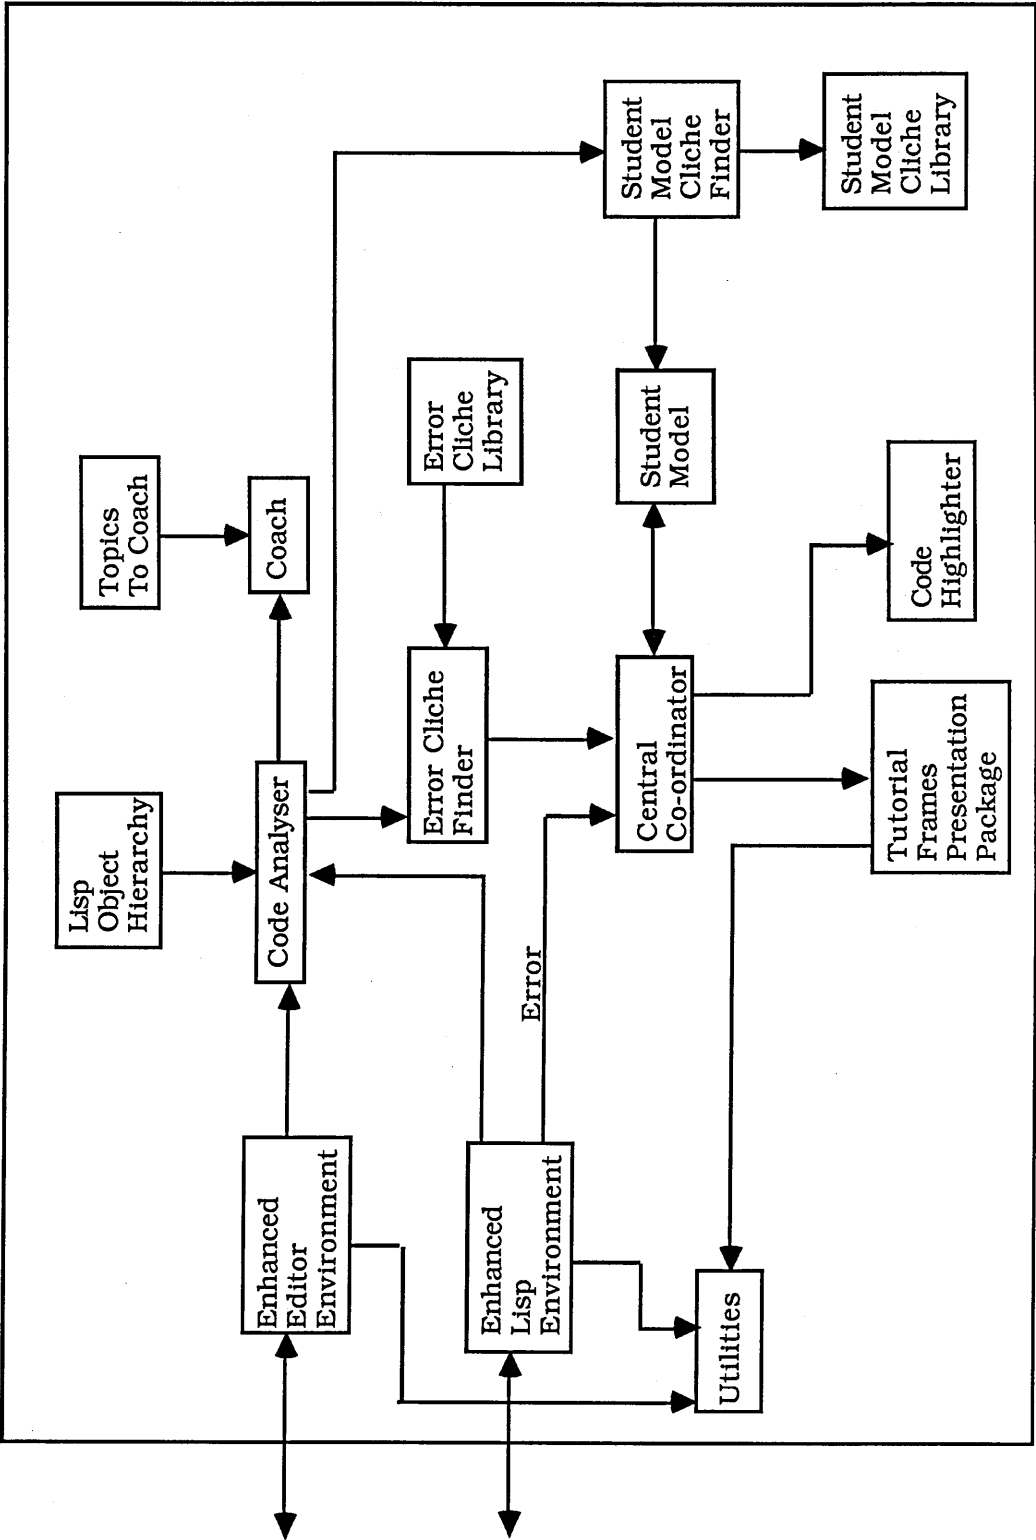 Lisp
Object
Hierarchy
Topics
To Coach
Enhanced
Editor
Environment
Code Analyser
Coach
Error Cliche
Finder
Error
Cliche
Library
Enhanced
Lisp
Environment
Error
Central
Co-ordinator
Student
Model
Student
Model
Cliche
Finder
Utilities
Tutorial
Frames
Presentation
Package
Code
Highlighter
Student
Model
Cliche
Library